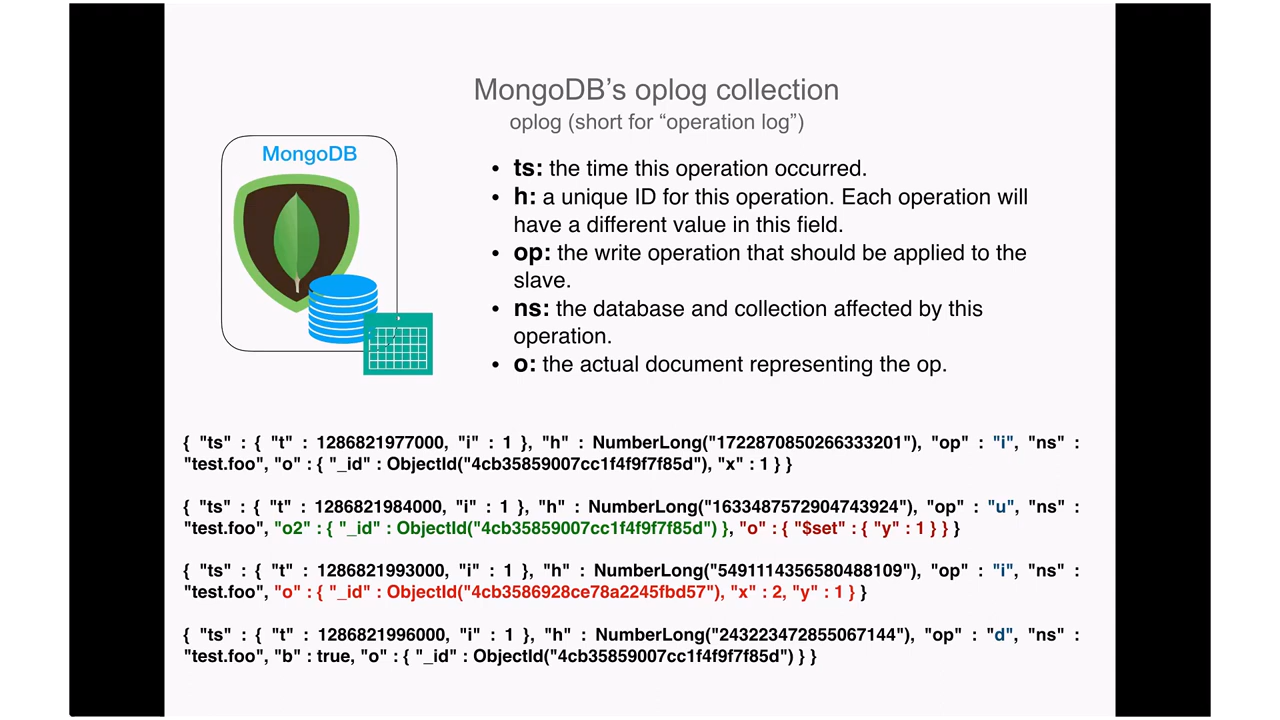 MongoDB’s oplog collection
oplog (short for “operation log”)
MongoDB
• ts: the time this operation occurred.
• h: a unique ID for this operation. Each operation will
have a different value in this field.
• op: the write operation that should be applied to the
slave.
• ns: the database and collection affected by this
operation.
• o: the actual document representing the op.
{ "ts" : { "t" : 1286821977000, "i" : 1 }, "h" : NumberLong("1722870850266333201"), "op" : "i", "ns" :
"test.foo", "o" : { "_id" : ObjectId("4cb35859007cc1f4f9f7f85d"), "x" : 1 } }
{ "ts" : { "t" : 1286821984000, "i" : 1 }, "h" : NumberLong("1633487572904743924"), "op" : "u", "ns" :
"test.foo", "o2" : { "_id" : ObjectId("4cb35859007cc1f4f9f7f85d") }, "o" : { "$set" : { "y" : 1 } } }
{ "ts" : { "t" : 1286821993000, "i" : 1 }, "h" : NumberLong("5491114356580488109"), "op" : "i", "ns" :
"test.foo", "o" : { "_id" : ObjectId("4cb3586928ce78a2245fbd57"), "x" : 2, "y" : 1 } }
{ "ts" : { "t" : 1286821996000, "i" : 1 }, "h" : NumberLong("243223472855067144"), "op" : "d", "ns" :
"test.foo", "b" : true, "o" : { "_id" : ObjectId("4cb35859007cc1f4f9f7f85d") } }